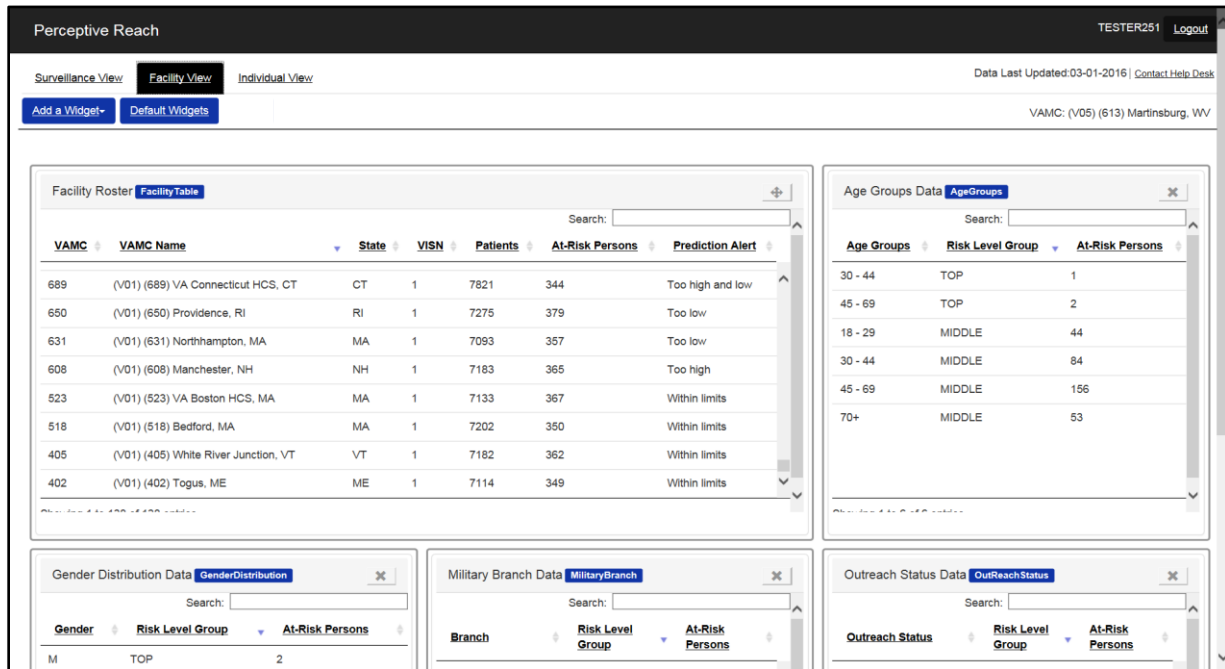 Perceptive Reach
TESTER251 Logout
Surveillance View Facility View Individual View
Data Last Updated:03-01-2016 | Contact Help Desk
Add a Widget Default Widgets
VAMC: (V05) (613) Martinsburg, WV
Facility Roster FacilityTable
Search:
VAMC VAMC Name State VISN Patients At-Risk Persons Prediction Alert
689 (V01) (689) VA Connecticut HCS, CT CT 1 7821 344 Too high and low
650 (V01) (650) Providence, RI RI 1 7275 379 Too low
631 (V01) (631) Northhampton, MA MA 1 7093 357 Too low
608 (V01) (608) Manchester, NH NH 1 7183 365 Too high
523 (V01) (523) VA Boston HCS, MA MA 1 7133 367 Within limits
518 (V01) (518) Bedford, MA MA 1 7202 350 Within limits
405 (V01) (405) White River Junction, VT VT 1 7182 362 Within limits
402 (V01) (402) Togus, ME ME 1 7114 349 Within limits
Age Groups Data AgeGroups
Search:
Age Groups Risk Level Group At-Risk Persons
30 - 44 TOP 1
45 - 69 TOP 2
18 - 29 MIDDLE 44
30 - 44 MIDDLE 84
45 - 69 MIDDLE 156
70+ MIDDLE 53
Gender Distribution Data GenderDistribution
Search:
Gender Risk Level Group At-Risk Persons
M TOP 2
Military Branch Data MilitaryBranch
Search:
Branch Risk Level Group At-Risk Persons
Outreach Status Data OutReachStatus
Search:
Outreach Status Risk Level Group At-Risk Persons